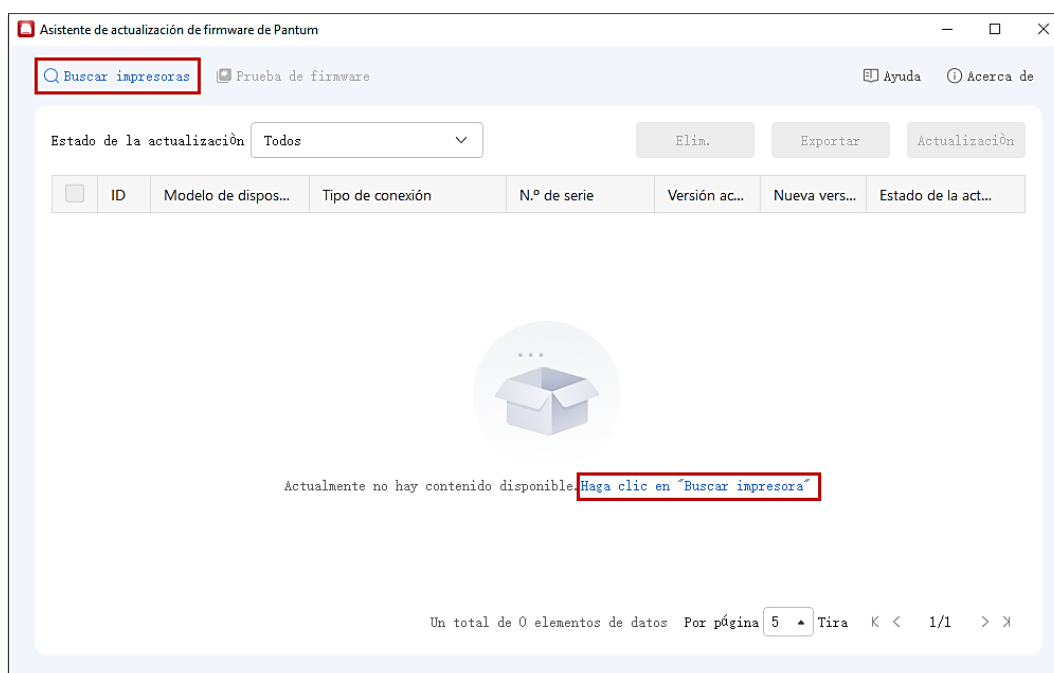 Asistente de actualización de firmware de Pantum
Buscar impresoras Prueba de firmware Ayuda Acerca de
Estado de la actualizaciòn Todos Elim. Exportar Actualizaciòn
ID Modelo de dispos... Tipo de conexión N.º de serie Versión ac... Nueva vers... Estado de la act...
Actualmente no hay contenido disponible.Haga clic en "Buscar impresora"
Un total de 0 elementos de datos Por página 5 Tira 1/1